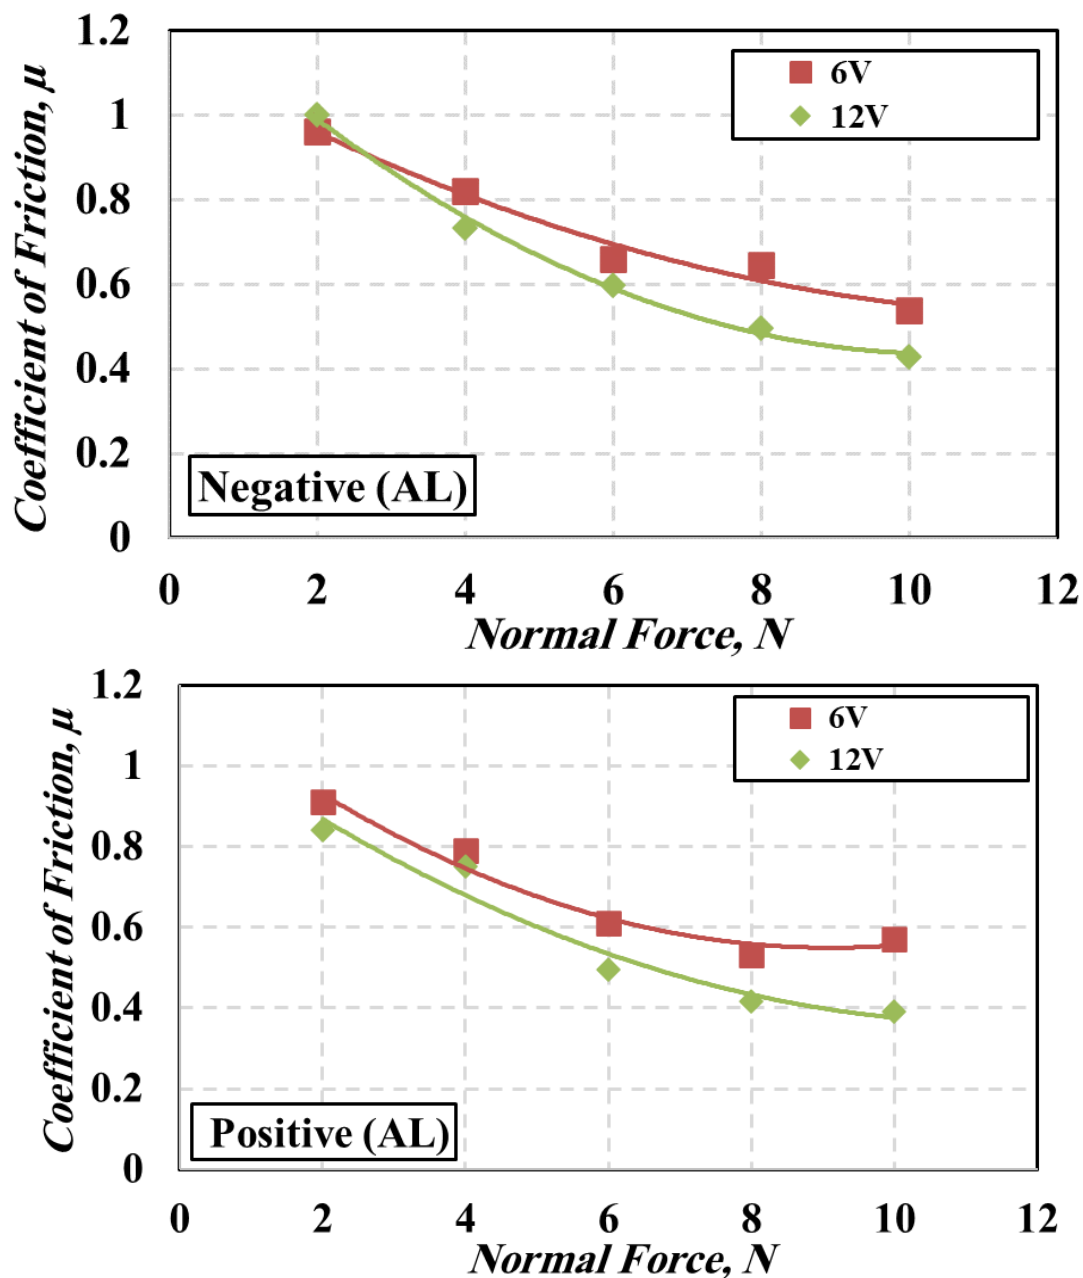 Coefficient of Friction, μ
1.2
1
0.8
0.6
0.4
0.2
0
6V
12V
Negative (AL)
0 2 4 6 8 10 12
Normal Force, N
Coefficient of Friction, μ
1.2
1
0.8
0.6
0.4
0.2
0
6V
12V
Positive (AL)
0 2 4 6 8 10 12
Normal Force, N